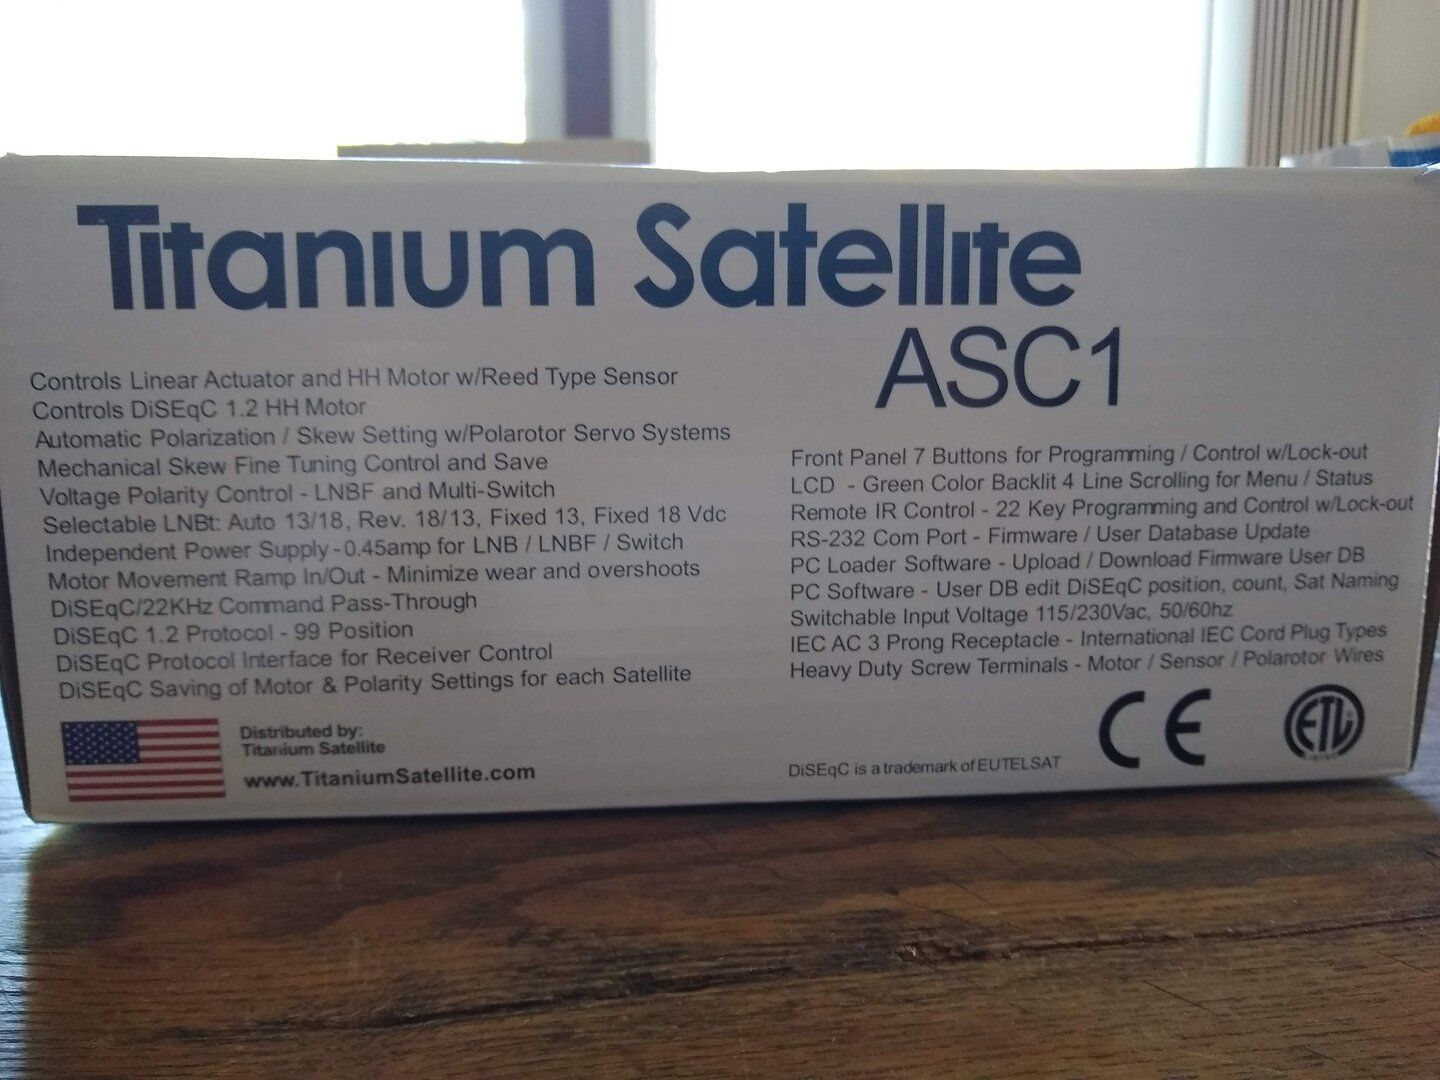 Titanium Satellite
ASC1
Controls Linear Actuator and HH Motor w/Reed Type Sensor
Controls DiSEqC 1.2 HH Motor
Automatic Polarization / Skew Setting w/Polarotor Servo Systems
Mechanical Skew Fine Tuning Control and Save
Voltage Polarity Control - LNBF and Multi-Switch
Selectable LNBt: Auto 13/18, Rev. 18/13, Fixed 13, Fixed 18 Vdc
Independent Power Supply - 0.45amp for LNB / LNBF / Switch
Motor Movement Ramp In/Out - Minimize wear and overshoots
DiSEqC/22KHz Command Pass-Through
DiSEqC 1.2 Protocol - 99 Position
DiSEqC Protocol Interface for Receiver Control
DiSEqC Saving of Motor & Polarity Settings for each Satellite
Distributed by:
Titanium Satellite
www.TitaniumSatellite.com
Front Panel 7 Buttons for Programming / Control w/Lock-out
LCD - Green Color Backlit 4 Line Scrolling for Menu / Status
Remote IR Control - 22 Key Programming and Control w/Lock-out
RS-232 Com Port - Firmware / User Database Update
PC Loader Software - Upload / Download Firmware User DB
PC Software - User DB edit DiSEqC position, count, Sat Naming
Switchable Input Voltage 115/230Vac, 50/60hz
IEC AC 3 Prong Receptacle - International IEC Cord Plug Types
Heavy Duty Screw Terminals - Motor / Sensor / Polarotor Wires
DiSEqC is a trademark of EUTELSAT
CE
ETL